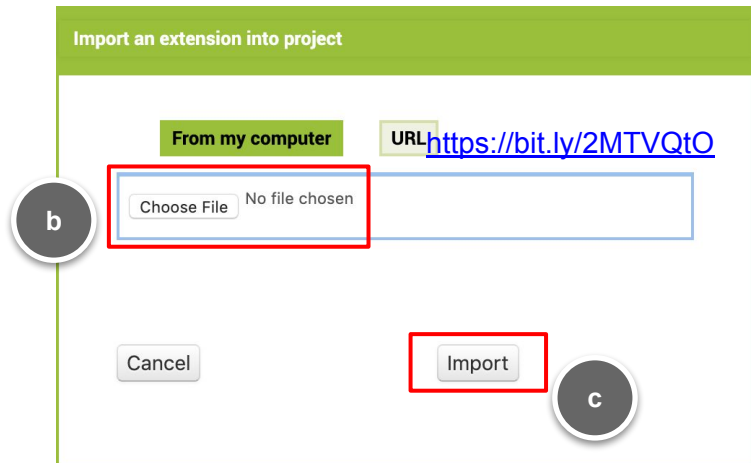 Import an extension into project
From my computer URL https://bit.ly/2MTVQtO
b Choose File No file chosen
Cancel Import
c